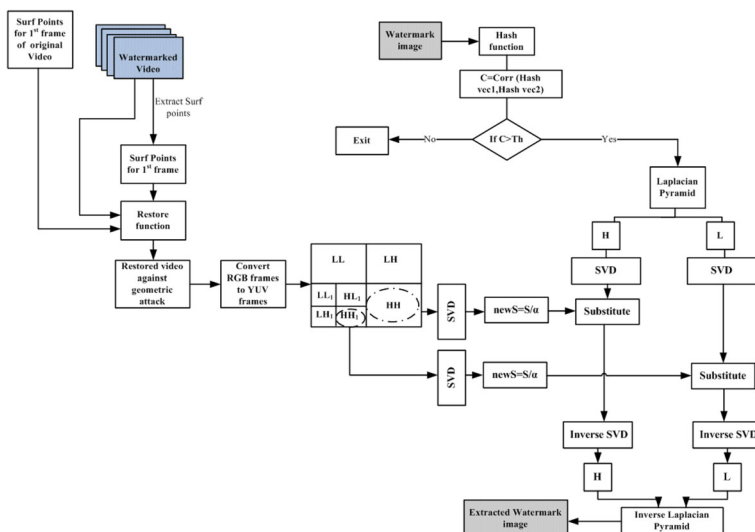 Surf Points
for 1st frame
of original
Video
Watermarked
Video
Extract Surf
points
Surf Points
for 1st frame
Restore
function
Restored video
against
geometric
attack
Convert
RGB frames
to YUV
frames
LL
LH
LL₁
HL₁
LH₁
HH₁
HH
SVD
newS=S/α
SVD
newS=S/α
Watermark
image
Hash
function
C=Corr (Hash
vec1,Hash vec2)
If C>Th
No
Exit
Yes
Laplacian
Pyramid
H
L
SVD
SVD
Substitute
Substitute
Inverse SVD
Inverse SVD
H
L
Inverse Laplacian
Pyramid
Extracted Watermark
image